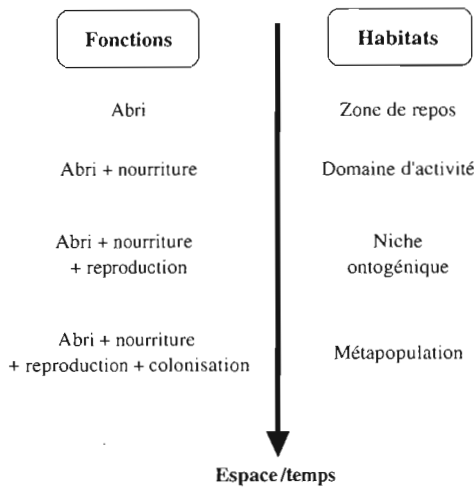 Fonctions
Habitats
Abri
Zone de repos
Abri + nourriture
Domaine d'activité
Abri + nourriture
+ reproduction
Niche
ontogénique
Abri + nourriture
+ reproduction + colonisation
Métapopulation
Espace/temps